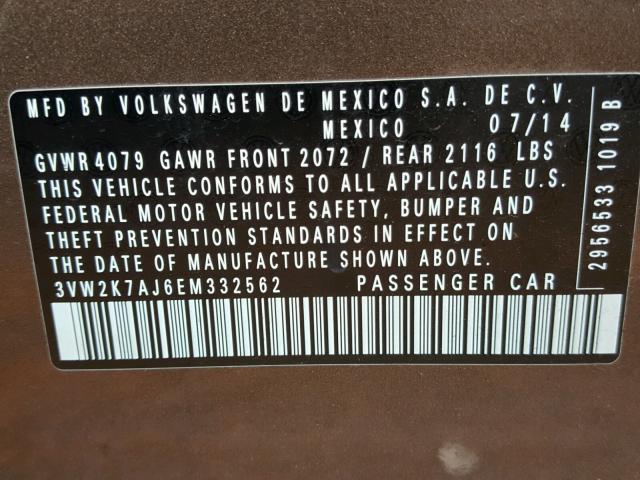 MFD BY VOLKSWAGEN DE MEXICO S.A. DE C.V.
MEXICO 07/14
GVWR 4079 GAWR FRONT 2072 / REAR 2116 LBS
THIS VEHICLE CONFORMS TO ALL APPLICABLE U.S.
FEDERAL MOTOR VEHICLE SAFETY, BUMPER AND
THEFT PREVENTION STANDARDS IN EFFECT ON
THE DATE OF MANUFACTURE SHOWN ABOVE.
3VW2K7AJ6EM332562 PASSENGER CAR
2956533 1019 B